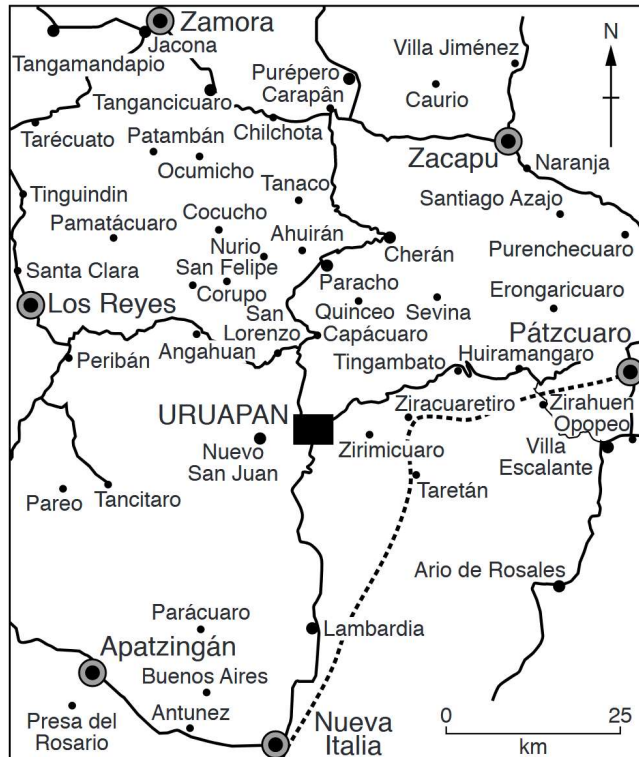 Zamora
N
Jacona
Villa Jiménez
Tangamandapio
Purépero
Carapân
Caurio
Tangancicuaro
Tarécuato
Patambán
Chilchota
Zacapu
Ocumicho
Naranja
Tanaco
Tinguindin
Santiago Azajo
Cocucho
Pamatácuaro
Ahuirán
Nurio
Cherán
Purenchecuaro
Santa Clara
San Felipe
Paracho
Corupo
Erongaricuaro
Los Reyes
San
Lorenzo
Quinceo
Sevina
Capácuaro
Pátzcuaro
Angahuan
Huiramangaro
Peribán
Tingambato
URUAPAN
Ziracuaretiro
Zirahuen
Opopeo
Nuevo
San Juan
Zirimicuaro
Villa
Escalante
Taretán
Pareo
Tancitaro
Ario de Rosales
Parácuaro
Lambardia
Apatzingán
Buenos Aires
Presa del
Rosario
Antunez
Nueva
Italia
0
25
km